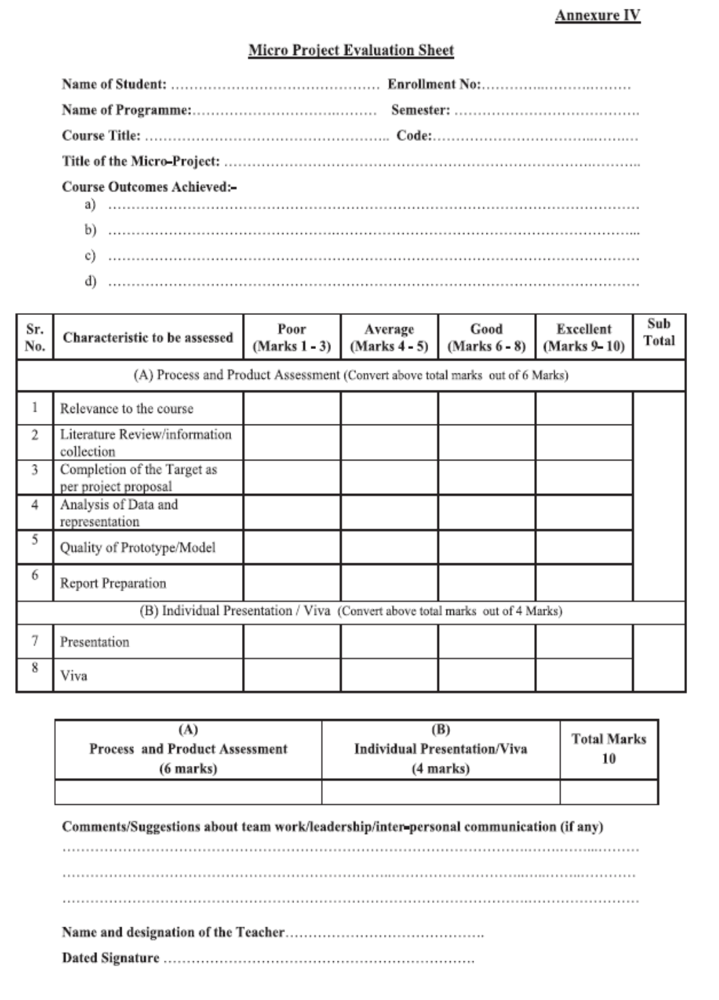 Annexure IV
Micro Project Evaluation Sheet
Name of Student: ............................................. Enrollment No:................................
Name of Programme:........................................ Semester: ........................................
Course Title: ..................................................... Code:............................................
Title of the Micro-Project: ..........................................................................................
Course Outcomes Achieved:-
a) ....................................................................................................................
b) ....................................................................................................................
c) ....................................................................................................................
d) ....................................................................................................................
Sr. No. Characteristic to be assessed Poor (Marks 1 - 3) Average (Marks 4 - 5) Good (Marks 6 - 8) Excellent (Marks 9- 10) Sub Total
(A) Process and Product Assessment (Convert above total marks out of 6 Marks)
1 Relevance to the course
2 Literature Review/information
collection
3 Completion of the Target as
per project proposal
4 Analysis of Data and
representation
5 Quality of Prototype/Model
6 Report Preparation
(B) Individual Presentation / Viva (Convert above total marks out of 4 Marks)
7 Presentation
8 Viva
(A)
Process and Product Assessment
(6 marks)
(B)
Individual Presentation/Viva
(4 marks)
Total Marks
10
Comments/Suggestions about team work/leadership/inter-personal communication (if any)
..............................................................................................................................
..............................................................................................................................
..............................................................................................................................
Name and designation of the Teacher...........................................
Dated Signature ....................................................................